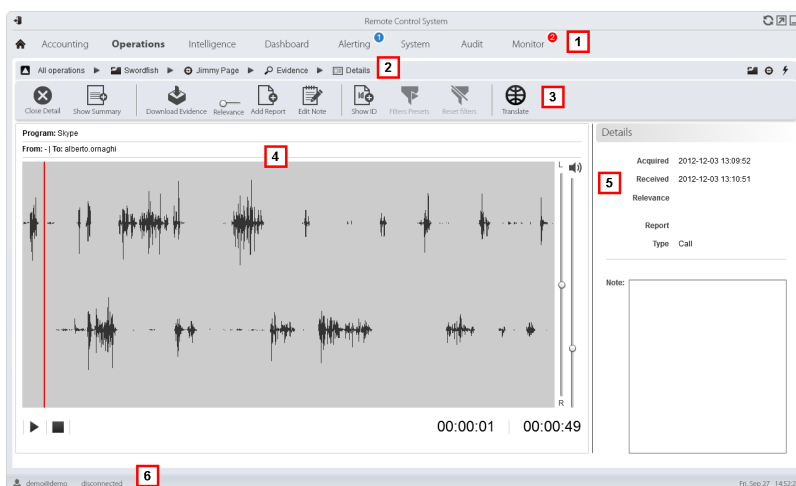 Remote Control System
Accounting Operations Intelligence Dashboard Alerting 1 System Audit Monitor 2 1
All operations Swordfish Jimmy Page Evidence Details 2
Close Detail Show Summary Download Evidence Relevance Add Report Edit Note Show ID Filters Presets Reset filters Translate 3
Program: Skype
From: - | To: alberto.ornaghi
4
L
R
00:00:01 00:00:49
Details
Acquired 2012-12-03 13:09:52
Received 2012-12-03 13:10:51
5
Relevance
Report
Type Call
Note:
demo@demo disconnected 6
Fri, Sep 27 14:52:2